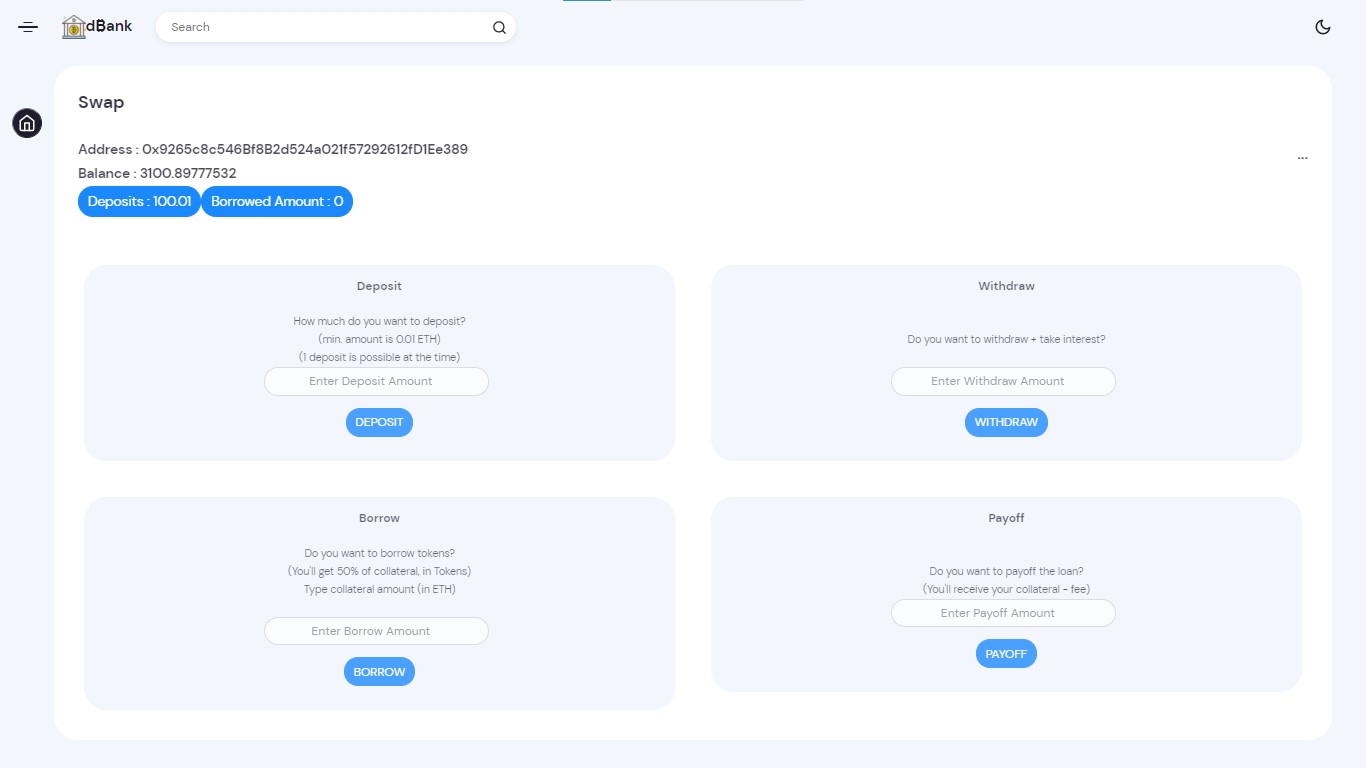 d₿ank
Search
Swap
Address : 0x9265c8c546Bf8B2d524a021f57292612fD1Ee389
...
Balance : 3100.89777532
Deposits : 100.01 Borrowed Amount : 0
Deposit
How much do you want to deposit?
(min. amount is 0.01 ETH)
(1 deposit is possible at the time)
Enter Deposit Amount
DEPOSIT
Withdraw
Do you want to withdraw + take interest?
Enter Withdraw Amount
WITHDRAW
Borrow
Do you want to borrow tokens?
(You'll get 50% of collateral, in Tokens)
Type collateral amount (in ETH)
Enter Borrow Amount
BORROW
Payoff
Do you want to payoff the loan?
(You'll receive your collateral - fee)
Enter Payoff Amount
PAYOFF